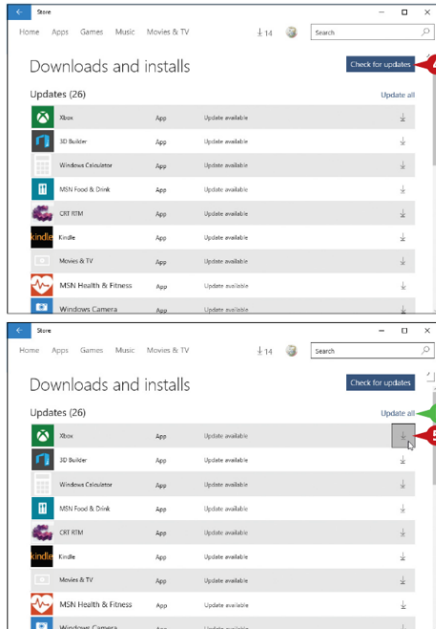 Store
Home Apps Games Music Movies & TV 14 Search
Downloads and installs
Check for updates
Updates (26) Update all
Xbox App Update available
3D Builder App Update available
Windows Calculator App Update available
MSN Food & Drink App Update available
CRT RTM App Update available
kindle Kindle App Update available
Movies & TV App Update available
MSN Health & Fitness App Update available
Windows Camera App Update available
Store
Home Apps Games Music Movies & TV 14 Search
Downloads and installs
Check for updates
Updates (26) Update all
Xbox App Update available
3D Builder App Update available
Windows Calculator App Update available
MSN Food & Drink App Update available
CRT RTM App Update available
kindle Kindle App Update available
Movies & TV App Update available
MSN Health & Fitness App Update available
Windows Camera App Update available